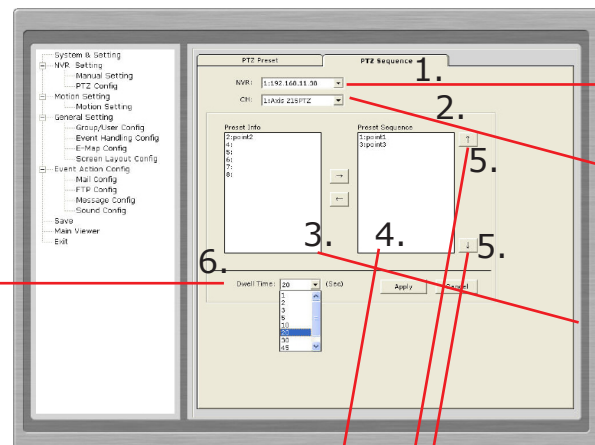 System & Setting
NVR Setting
Manual Setting
PTZ Config
Motion Setting
Motion Setting
General Setting
Group/User Config
Event Handling Config
E-Map Config
Screen Layout Config
Event Action Config
Mail Config
FTP Config
Message Config
Sound Config
Save
Main Viewer
Exit
PTZ Preset
PTZ Sequence
1.
NVR: 1:192.160.11.30
CH: 1:Axis 215PTZ
2.
Preset Info
2:point2
4:
5:
6:
7:
8:
→
←
3.
Preset Sequence
1:point1
3:point3
4.
↑
5.
↓
5.
6.
Dwell Time: 20 (Sec)
1
2
3
5
10
20
30
45
Apply
Cancel